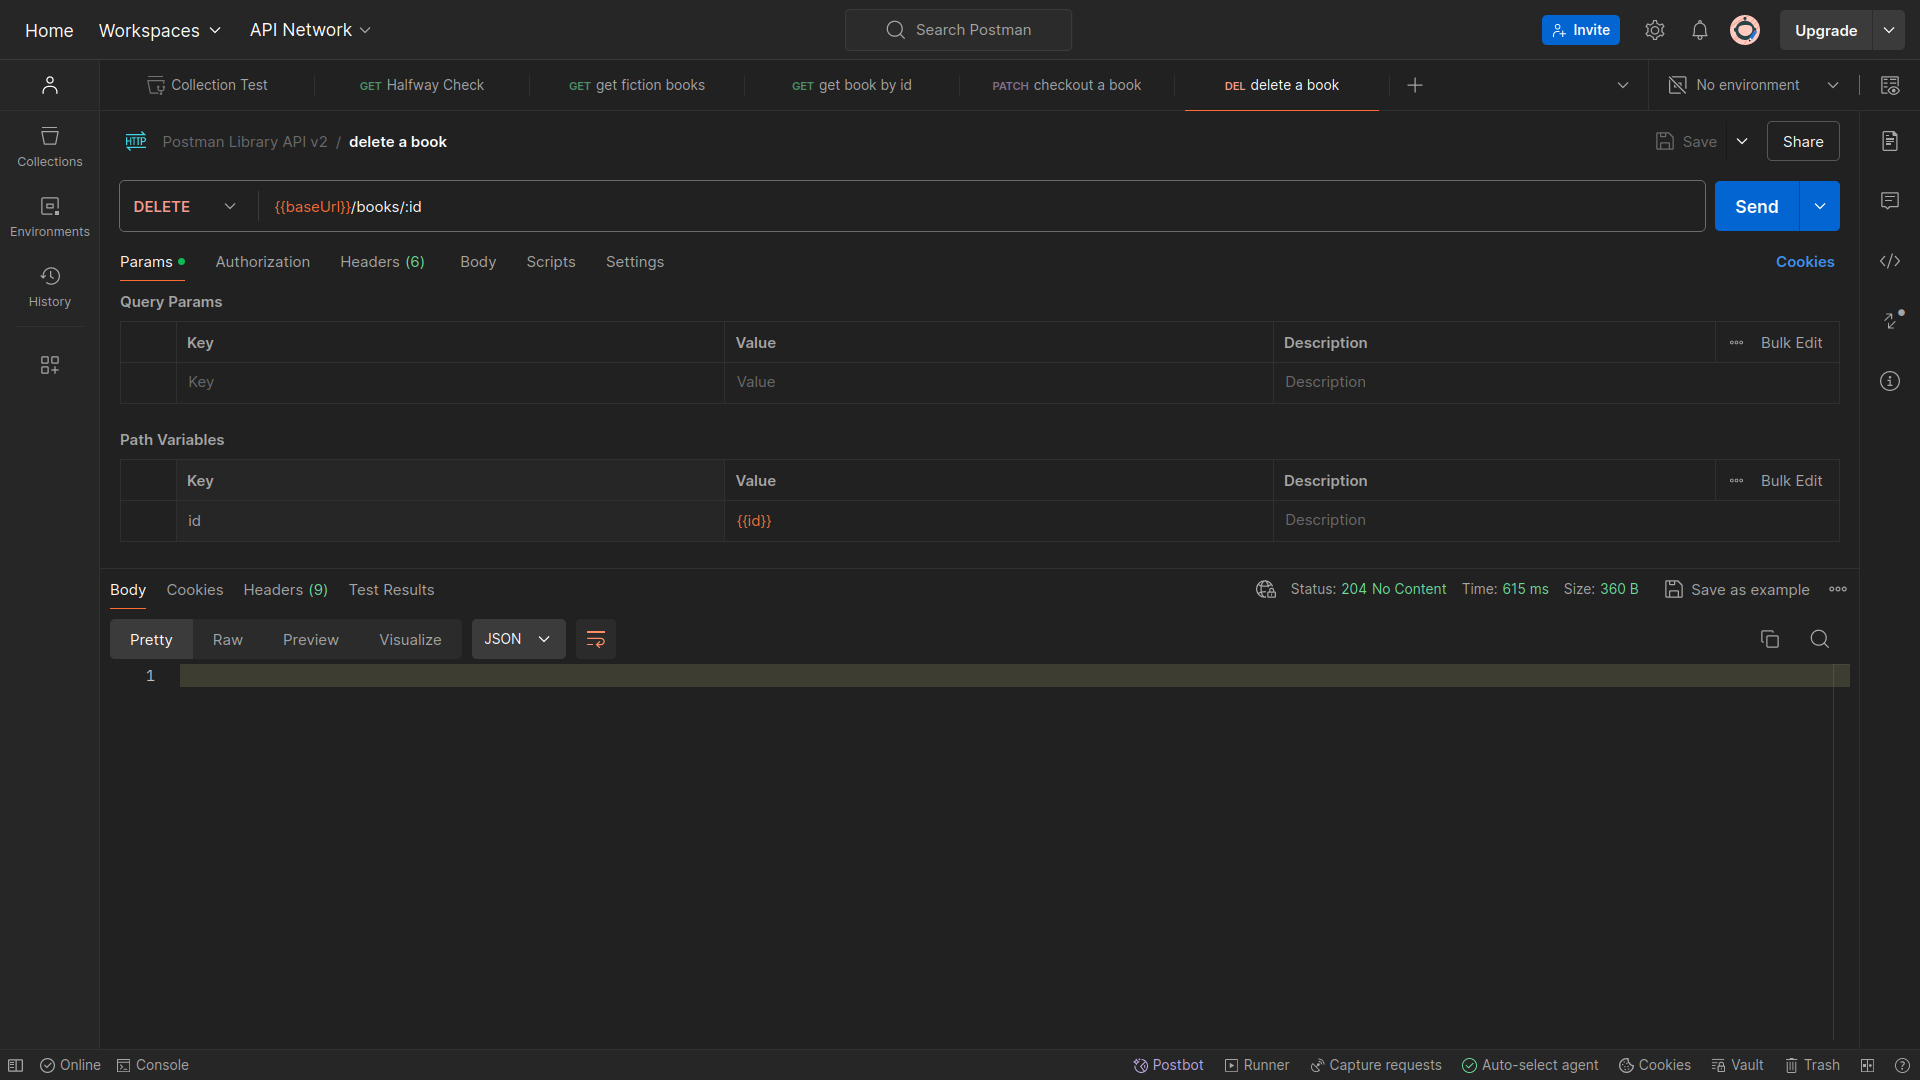 Home Workspaces API Network Search Postman Invite Upgrade
Collection Test GET Halfway Check GET get fiction books GET get book by id PATCH checkout a book DEL delete a book No environment
HTTP Postman Library API v2 / delete a book Save Share
Collections
Environments
History
DELETE {{baseUrl}}/books/:id Send
Params Authorization Headers (6) Body Scripts Settings Cookies
Query Params
Key Value Description Bulk Edit
Key Value Description
Path Variables
Key Value Description Bulk Edit
id {{id}} Description
Body Cookies Headers (9) Test Results Status: 204 No Content Time: 615 ms Size: 360 B Save as example
Pretty Raw Preview Visualize JSON
1
Online Console Postbot Runner Capture requests Auto-select agent Cookies Vault Trash